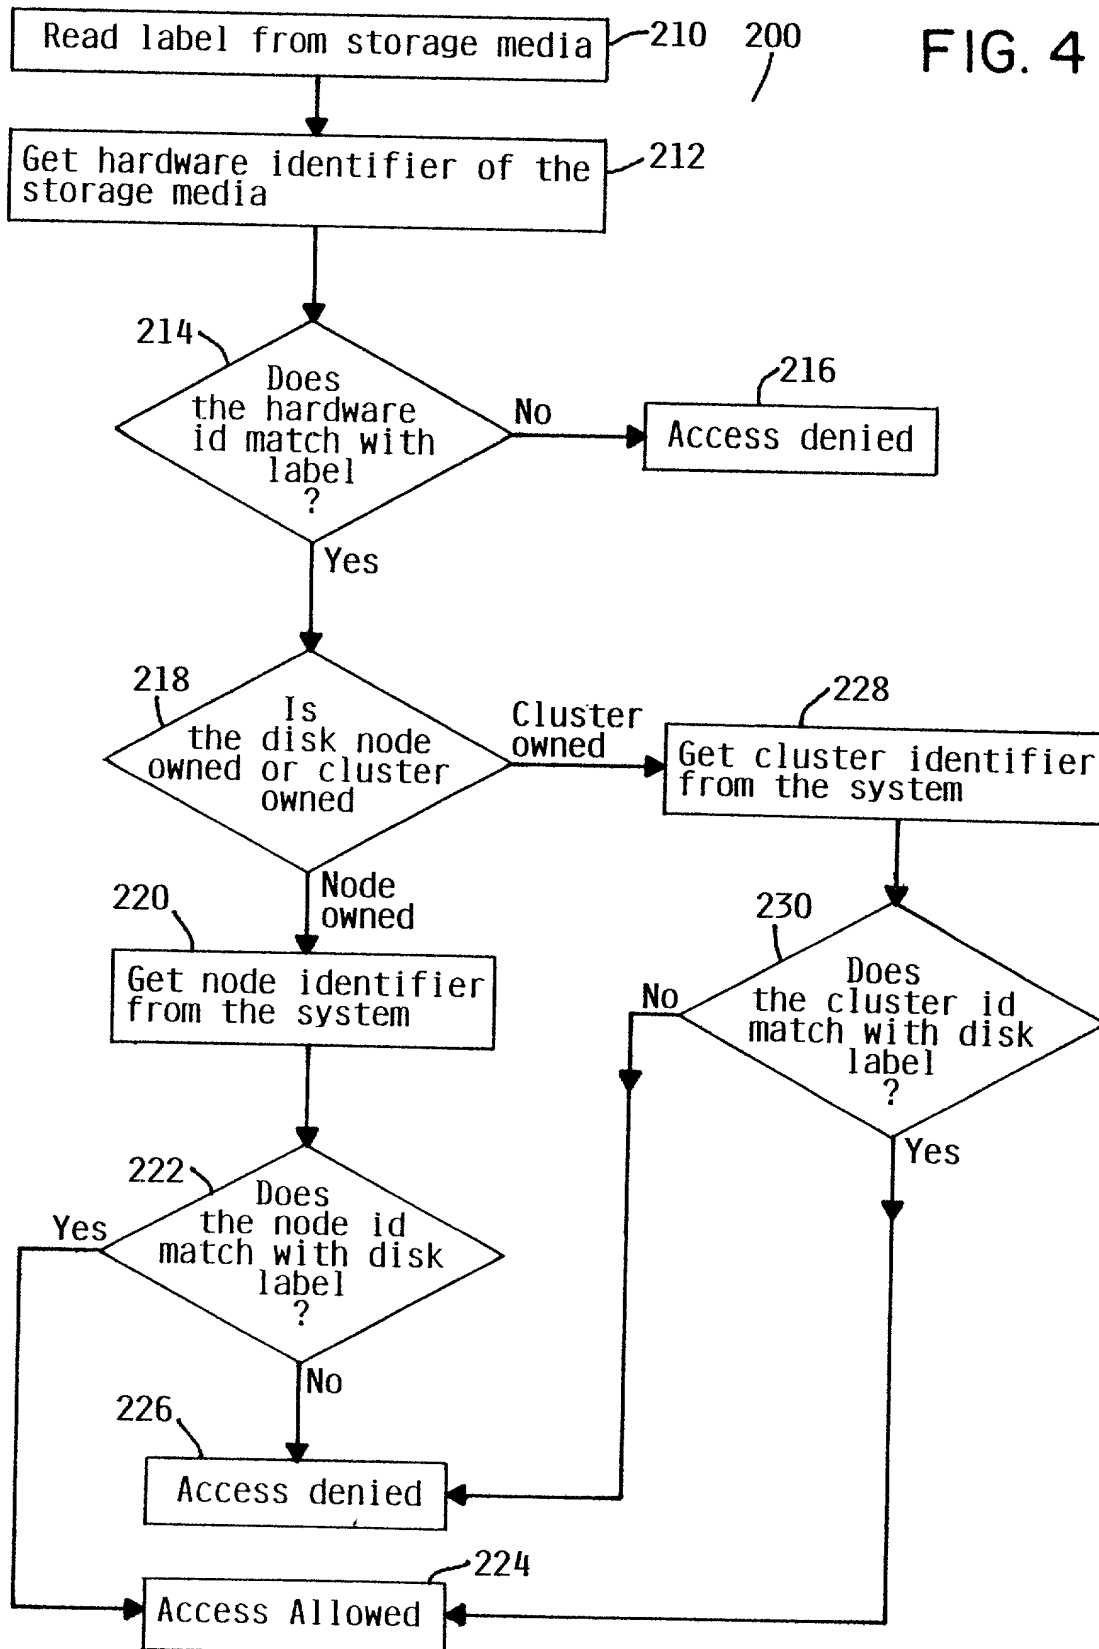 FIG. 4
200
Read label from storage media
210
Get hardware identifier of the
storage media
212
214
Does
the hardware
id match with
label
?
No
216
Access denied
Yes
218
Is
the disk node
owned or cluster
owned
Cluster
owned
228
Get cluster identifier
from the system
Node
owned
220
Get node identifier
from the system
230
Does
the cluster id
match with disk
label
?
No
Yes
222
Does
the node id
match with disk
label
?
Yes
No
226
Access denied
224
Access Allowed